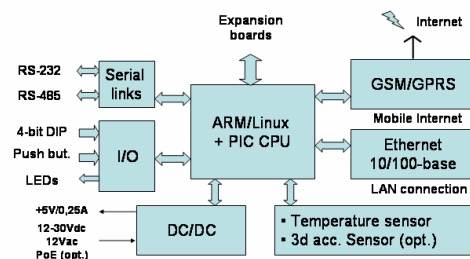 Expansion
boards
Internet
RS-232
RS-485
Serial
links
GSM/GPRS
Mobile Internet
4-bit DIP
Push but.
LEDs
I/O
ARM/Linux
+ PIC CPU
Ethernet
10/100-base
LAN connection
+5V/0,25A
12-30Vdc
12Vac
PoE (opt.)
DC/DC
• Temperature sensor
• 3d acc. Sensor (opt.)